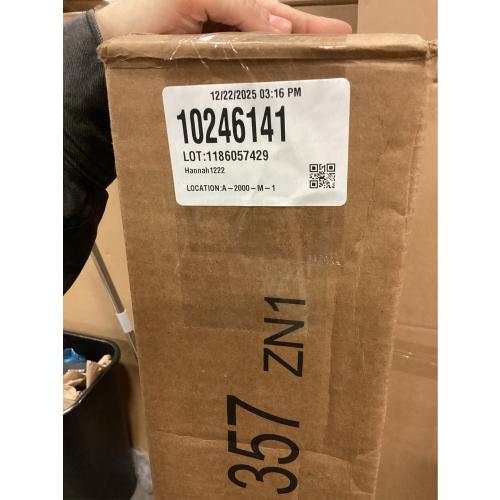 12/22/2025 03:16 PM
10246141
LOT:1186057429
Hannah1222
LOCATION:A-2000-M-1
357 ZN1